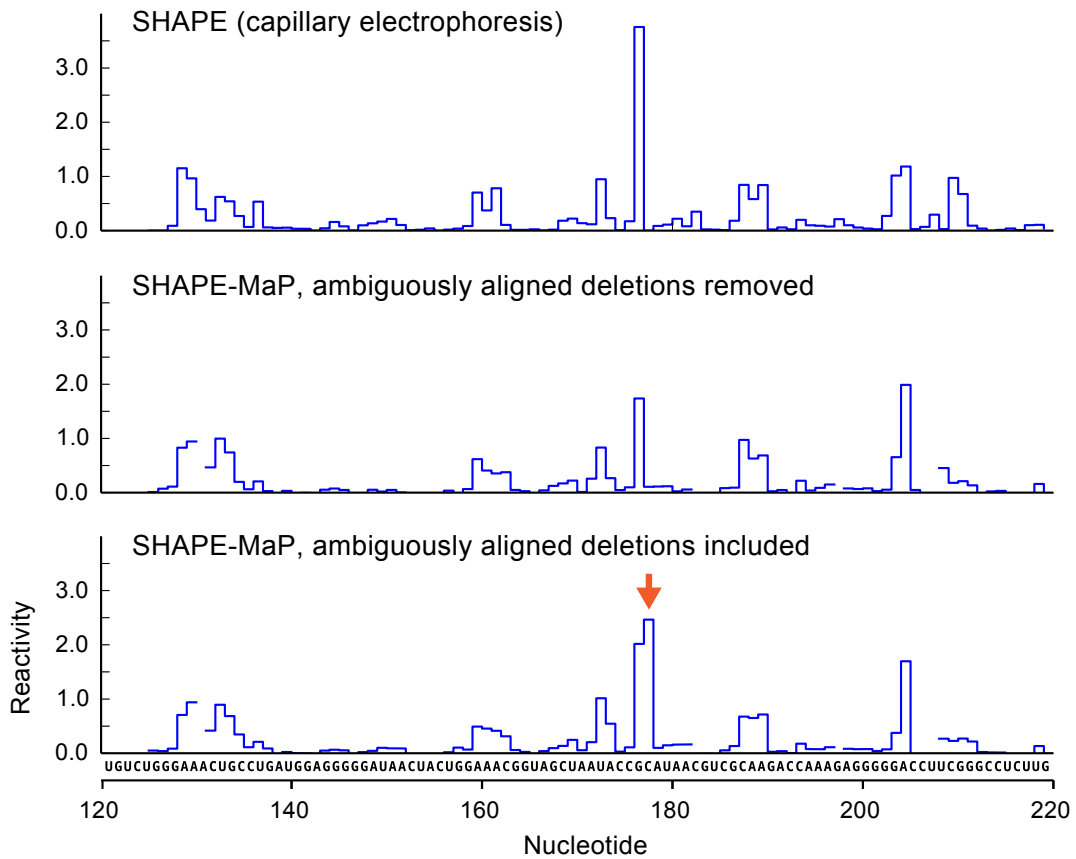 SHAPE (capillary electrophoresis)
3.0
2.0
1.0
0.0
SHAPE-MaP, ambiguously aligned deletions removed
3.0
2.0
1.0
0.0
SHAPE-MaP, ambiguously aligned deletions included
3.0
2.0
1.0
0.0
Reactivity
UGUCUGGGAAACUGCCUGAUGGAGGGGGAUAACUACUGGAAACGGUAGCUAAUACCGCAUAACGUCGCAAGACCAAAGAGGGGGACCUUCGGGCCUCUUG
120 140 160 180 200 220
Nucleotide